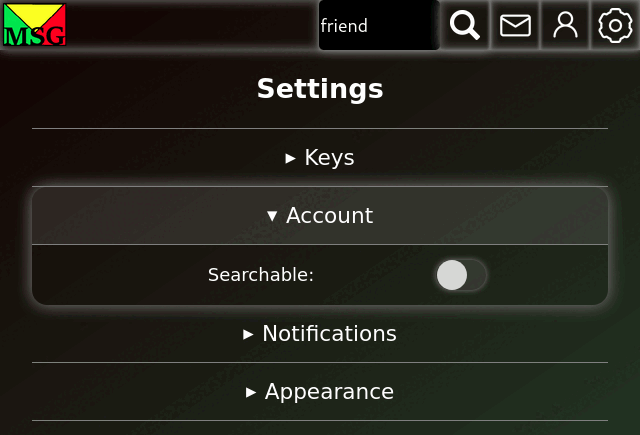 MSG
friend
Settings
▸ Keys
▾ Account
Searchable:
▸ Notifications
▸ Appearance